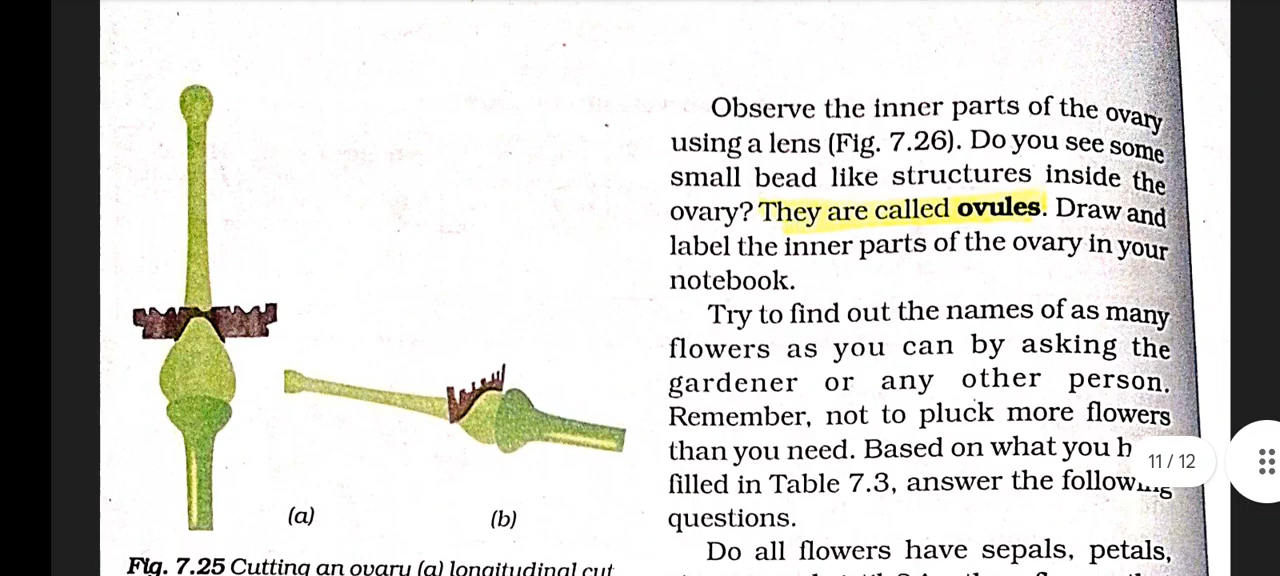 Observe the inner parts of the ovary
using a lens (Fig. 7.26). Do you see some
small bead like structures inside the
ovary? They are called ovules. Draw and
label the inner parts of the ovary in your
notebook.
Try to find out the names of as many
flowers as you can by asking the
gardener or any other person.
Remember, not to pluck more flowers
than you need. Based on what you h
filled in Table 7.3, answer the following
questions.
Do all flowers have sepals, petals,
(a)
(b)
Fig. 7.25 Cutting an ovary (a) longitudinal cut
11 / 12